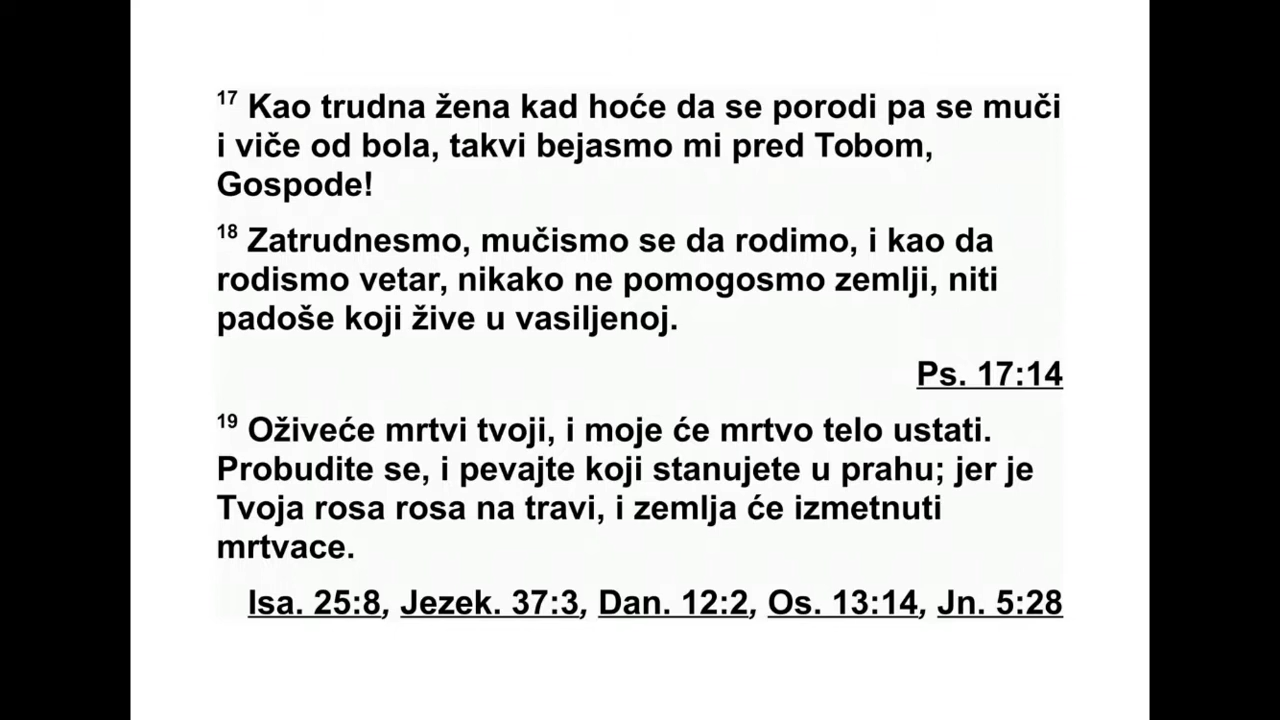 17 Kao trudna žena kad hoće da se porodi pa se muči
i viče od bola, takvi bejasmo mi pred Tobom,
Gospode!
18 Zatrudnesmo, mučismo se da rodimo, i kao da
rodismo vetar, nikako ne pomogosmo zemlji, niti
padoše koji žive u vasiljenoj.
Ps. 17:14
19 Oživeće mrtvi tvoji, i moje će mrtvo telo ustati.
Probudite se, i pevajte koji stanujete u prahu; jer je
Tvoja rosa rosa na travi, i zemlja će izmetnuti
mrtvace.
Isa. 25:8, Jezek. 37:3, Dan. 12:2, Os. 13:14, Jn. 5:28